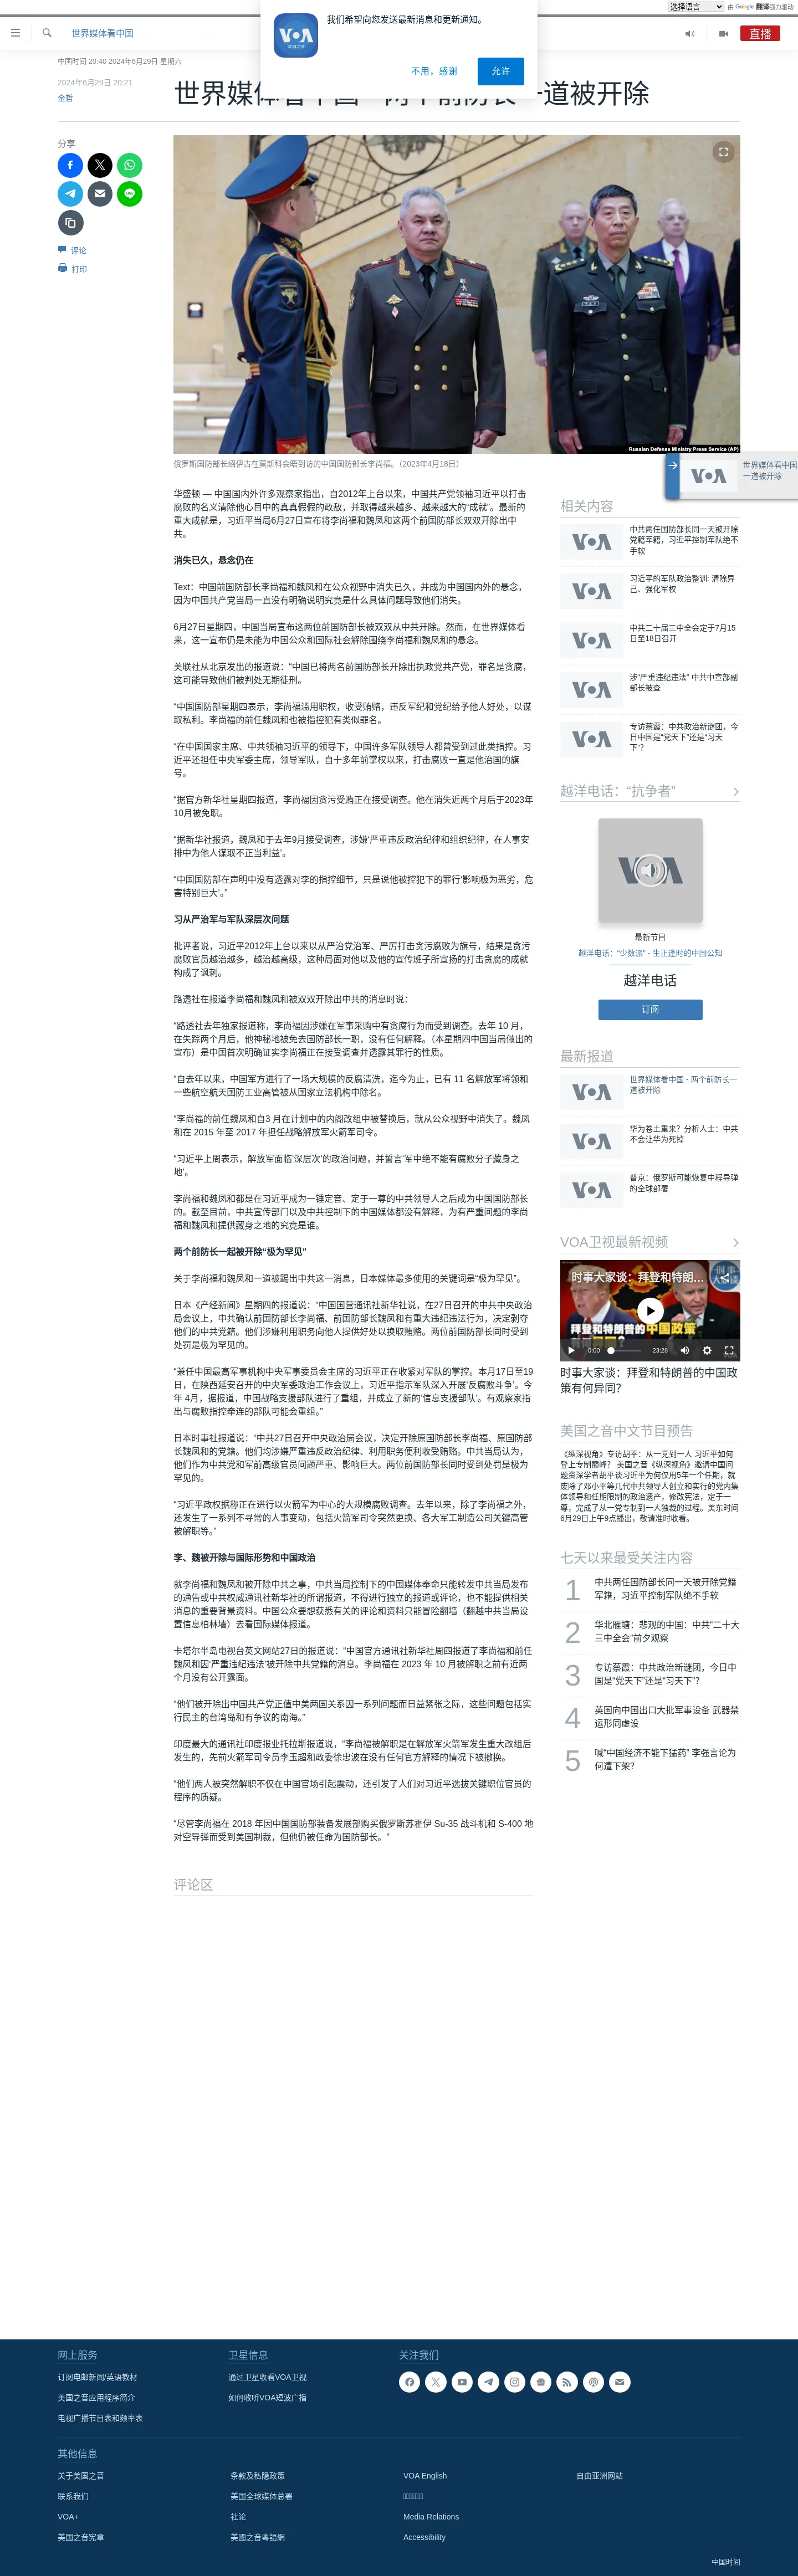 选择语言
由 Google 翻译强力驱动
世界媒体看中国
直播
我们希望向您发送最新消息和更新通知。
不用，感谢
允许
中国时间 20:40 2024年6月29日 星期六
2024年6月29日 20:21
金哲
分享
评论
打印
Russian Defense Ministry Press Service (AP)
俄罗斯国防部长绍伊古在莫斯科会晤到访的中国国防部长李尚福。（2023年4月18日）
世界媒体看中国
一道被开除
华盛顿 — 中国国内外许多观察家指出，自2012年上台以来，中国共产党领袖习近平以打击
腐败的名义清除他心目中的真真假假的政敌，并取得越来越多、越来越大的“成就”。最新的
重大成就是，习近平当局6月27日宣布将李尚福和魏凤和这两个前国防部长双双开除出中
共。
消失已久，悬念仍在
Text：中国前国防部长李尚福和魏凤和在公众视野中消失已久，并成为中国国内外的悬念，
因为中国共产党当局一直没有明确说明究竟是什么具体问题导致他们消失。
6月27日星期四，中国当局宣布这两位前国防部长被双双从中共开除。然而，在世界媒体看
来，这一宣布仍是未能为中国公众和国际社会解除围绕李尚福和魏凤和的悬念。
美联社从北京发出的报道说：“中国已将两名前国防部长开除出执政党共产党，罪名是贪腐，
这可能导致他们被判处无期徒刑。
“中国国防部星期四表示，李尚福滥用职权，收受贿赂，违反军纪和党纪给予他人好处，以谋
取私利。李尚福的前任魏凤和也被指控犯有类似罪名。
“在中国国家主席、中共领袖习近平的领导下，中国许多军队领导人都曾受到过此类指控。习
近平还担任中央军委主席，领导军队，自十多年前掌权以来，打击腐败一直是他治国的旗
号。
“据官方新华社星期四报道，李尚福因贪污受贿正在接受调查。他在消失近两个月后于2023年
10月被免职。
“据新华社报道，魏凤和于去年9月接受调查，涉嫌‘严重违反政治纪律和组织纪律，在人事安
排中为他人谋取不正当利益’。
“中国国防部在声明中没有透露对李的指控细节，只是说他被控犯下的罪行‘影响极为恶劣，危
害特别巨大’。”
习从严治军与军队深层次问题
批评者说，习近平2012年上台以来以从严治党治军、严厉打击贪污腐败为旗号，结果是贪污
腐败官员越治越多，越治越高级，这种局面对他以及他的宣传班子所宣扬的打击贪腐的成就
构成了讽刺。
路透社在报道李尚福和魏凤和被双双开除出中共的消息时说：
“路透社去年独家报道称，李尚福因涉嫌在军事采购中有贪腐行为而受到调查。去年 10 月，
在失踪两个月后，他神秘地被免去国防部长一职，没有任何解释。（本星期四中国当局做出的
宣布）是中国首次明确证实李尚福正在接受调查并透露其罪行的性质。
“自去年以来，中国军方进行了一场大规模的反腐清洗，迄今为止，已有 11 名解放军将领和
一些航空航天国防工业高管被从国家立法机构中除名。
“李尚福的前任魏凤和自3 月在计划中的内阁改组中被替换后，就从公众视野中消失了。魏凤
和在 2015 年至 2017 年担任战略解放军火箭军司令。
“习近平上周表示，解放军面临‘深层次’的政治问题，并誓言‘军中绝不能有腐败分子藏身之
地’。
李尚福和魏凤和都是在习近平成为一锤定音、定于一尊的中共领导人之后成为中国国防部长
的。截至目前，中共宣传部门以及中共控制下的中国媒体都没有解释，为有严重问题的李尚
福和魏凤和提供藏身之地的究竟是谁。
两个前防长一起被开除“极为罕见”
关于李尚福和魏凤和一道被踢出中共这一消息，日本媒体最多使用的关键词是“极为罕见”。
日本《产经新闻》星期四的报道说：“中国国营通讯社新华社说，在27日召开的中共中央政治
局会议上，中共确认前国防部长李尚福、前国防部长魏凤和有重大违纪违法行为，决定剥夺
他们的中共党籍。他们涉嫌利用职务向他人提供好处以换取贿赂。两位前国防部长同时受到
处罚是极为罕见的。
“兼任中国最高军事机构中央军事委员会主席的习近平正在收紧对军队的掌控。本月17日至19
日，在陕西延安召开的中央军委政治工作会议上，习近平指示军队深入开展‘反腐败斗争’。今
年 4月，据报道，中国战略支援部队进行了重组，并成立了新的‘信息支援部队’。有观察家指
出与腐败指控牵连的部队可能会重组。”
日本时事社报道说：“中共27日召开中央政治局会议，决定开除原国防部长李尚福、原国防部
长魏凤和的党籍。他们均涉嫌严重违反政治纪律、利用职务便利收受贿赂。中共当局认为，
他们作为中共党和军前高级官员问题严重、影响巨大。两位前国防部长同时受到处罚是极为
罕见的。
“习近平政权据称正在进行以火箭军为中心的大规模腐败调查。去年以来，除了李尚福之外，
还发生了一系列不寻常的人事变动，包括火箭军司令突然更换、各大军工制造公司关键高管
被解职等。”
李、魏被开除与国际形势和中国政治
就李尚福和魏凤和被开除中共之事，中共当局控制下的中国媒体奉命只能转发中共当局发布
的通告或中共权威通讯社新华社的所谓报道，不得进行独立的报道或评论，也不能提供相关
消息的重要背景资料。中国公众要想获悉有关的评论和资料只能冒险翻墙（翻越中共当局设
置信息柏林墙）去看国际媒体报道。
卡塔尔半岛电视台英文网站27日的报道说：“中国官方通讯社新华社周四报道了李尚福和前任
魏凤和因‘严重违纪违法’被开除中共党籍的消息。李尚福在 2023 年 10 月被解职之前有近两
个月没有公开露面。
“他们被开除出中国共产党正值中美两国关系因一系列问题而日益紧张之际，这些问题包括实
行民主的台湾岛和有争议的南海。”
印度最大的通讯社印度报业托拉斯报道说，“李尚福被解职是在解放军火箭军发生重大改组后
发生的，先前火箭军司令员李玉超和政委徐忠波在没有任何官方解释的情况下被撤换。
“他们两人被突然解职不仅在中国官场引起震动，还引发了人们对习近平选拔关键职位官员的
程序的质疑。
“尽管李尚福在 2018 年因中国国防部装备发展部购买俄罗斯苏霍伊 Su-35 战斗机和 S-400 地
对空导弹而受到美国制裁，但他仍被任命为国防部长。”
评论区
相关内容
中共两任国防部长同一天被开除
党籍军籍，习近平控制军队绝不
手软
习近平的军队政治整训: 清除异
己、强化军权
中共二十届三中全会定于7月15
日至18日召开
涉“严重违纪违法” 中共中宣部副
部长被查
专访蔡霞：中共政治新谜团，今
日中国是“党天下”还是“习天
下”？
越洋电话：“抗争者”
最新节目
越洋电话：“少数派” - 生正逢时的中国公知
越洋电话
订阅
最新报道
世界媒体看中国 - 两个前防长一
道被开除
华为卷土重来？分析人士：中共
不会让华为死掉
普京：俄罗斯可能恢复中程导弹
的全球部署
VOA卫视最新视频
时事大家谈：拜登和特朗...
拜登和特朗普的中国政策
0:00
23:28
时事大家谈：拜登和特朗普的中国政
策有何异同？
美国之音中文节目预告
《纵深视角》专访胡平：从一党到一人 习近平如何
登上专制巅峰？ 美国之音《纵深视角》邀请中国问
题资深学者胡平谈习近平为何仅用5年一个任期，就
废除了邓小平等几代中共领导人创立和实行的党内集
体领导和任期限制的政治遗产，修改宪法，定于一
尊，完成了从一党专制到一人独裁的过程。美东时间
6月29日上午9点播出，敬请准时收看。
七天以来最受关注内容
1
中共两任国防部长同一天被开除党籍
军籍，习近平控制军队绝不手软
2
华北雁塘：悲观的中国：中共“二十大
三中全会”前夕观察
3
专访蔡霞：中共政治新谜团，今日中
国是“党天下”还是“习天下”？
4
英国向中国出口大批军事设备 武器禁
运形同虚设
5
喊“中国经济不能下猛药” 李强言论为
何遭下架？
网上服务
订阅电邮新闻/英语教材
美国之音应用程序简介
电视广播节目表和频率表
卫星信息
通过卫星收看VOA卫视
如何收听VOA短波广播
关注我们
其他信息
关于美国之音
联系我们
VOA+
美国之音宪章
条款及私隐政策
美国全球媒体总署
社论
美國之音粵語網
VOA English
Media Relations
Accessibility
自由亚洲网站
中国时间